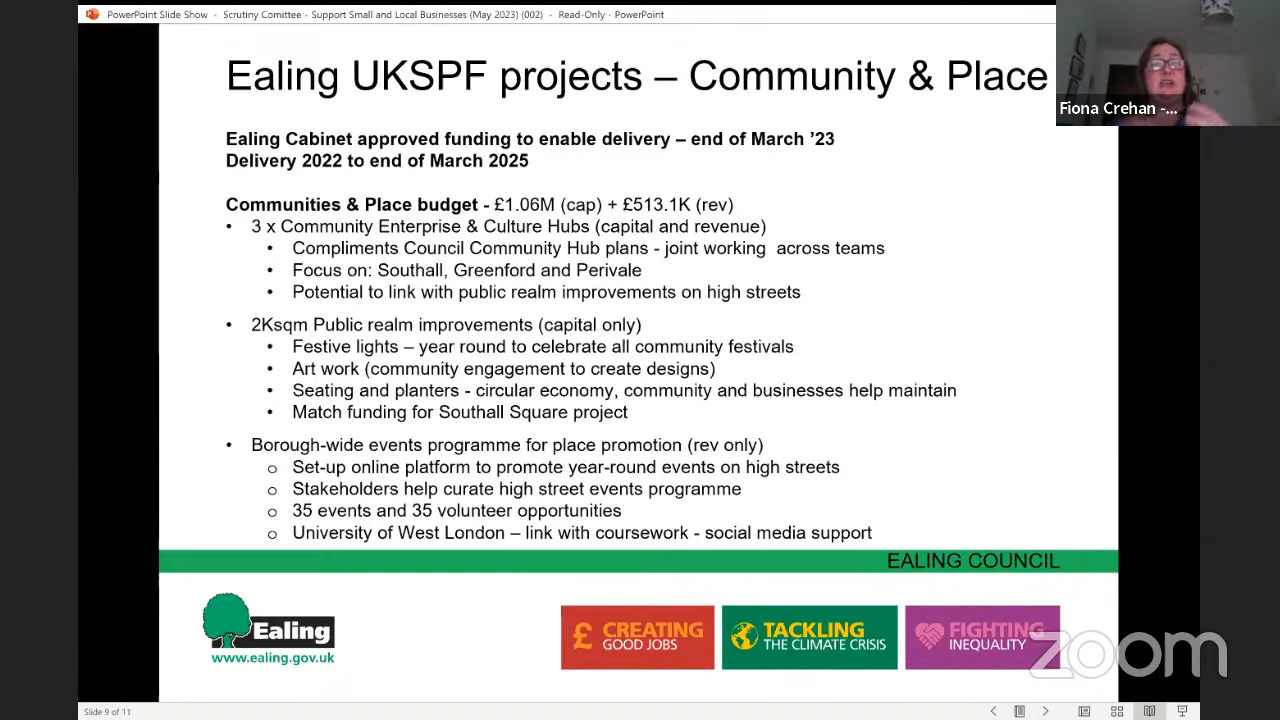 PowerPoint Slide Show - Scrutiny Comittee - Support Small and Local Businesses (May 2023) (002) - Read-Only - PowerPoint
Ealing UKSPF projects – Community & Place
Fiona Crehan -...
Ealing Cabinet approved funding to enable delivery – end of March ’23
Delivery 2022 to end of March 2025
Communities & Place budget - £1.06M (cap) + £513.1K (rev)
• 3 x Community Enterprise & Culture Hubs (capital and revenue)
• Compliments Council Community Hub plans - joint working across teams
• Focus on: Southall, Greenford and Perivale
• Potential to link with public realm improvements on high streets
• 2Ksqm Public realm improvements (capital only)
• Festive lights – year round to celebrate all community festivals
• Art work (community engagement to create designs)
• Seating and planters - circular economy, community and businesses help maintain
• Match funding for Southall Square project
• Borough-wide events programme for place promotion (rev only)
o Set-up online platform to promote year-round events on high streets
o Stakeholders help curate high street events programme
o 35 events and 35 volunteer opportunities
o University of West London – link with coursework - social media support
EALING COUNCIL
Ealing
www.ealing.gov.uk
£ CREATING
GOOD JOBS
TACKLING
THE CLIMATE CRISIS
FIGHTING
INEQUALITY
zoom
Slide 9 of 11